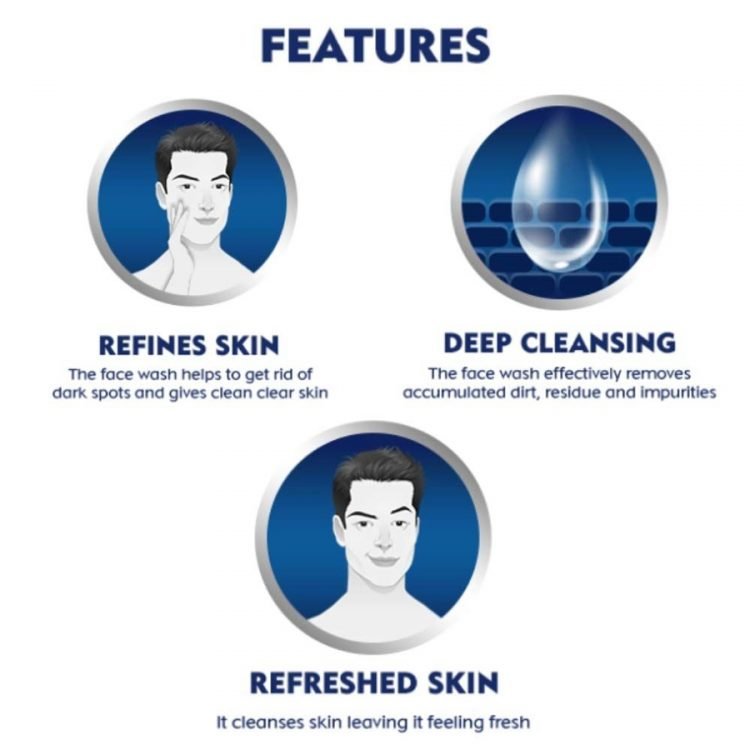 FEATURES
REFINES SKIN
The face wash helps to get rid of
dark spots and gives clean clear skin
DEEP CLEANSING
The face wash effectively removes
accumulated dirt, residue and impurities
REFRESHED SKIN
It cleanses skin leaving it feeling fresh